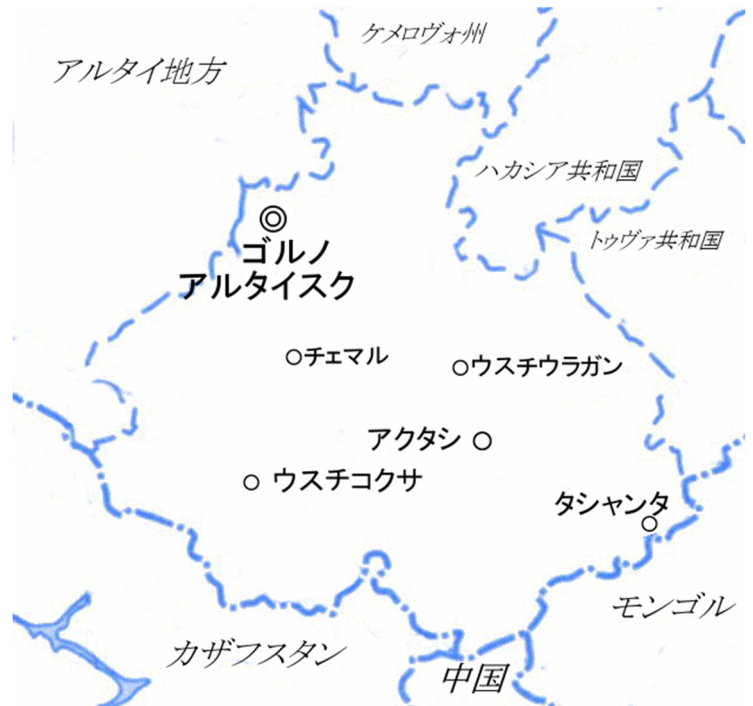 ケメロヴォ州
アルタイ地方
ハカシア共和国
トゥヴァ共和国
ゴルノ
アルタイスク
チェマル
ウスチウラガン
アクタシ
ウスチコクサ
タシャンタ
モンゴル
カザフスタン
中国